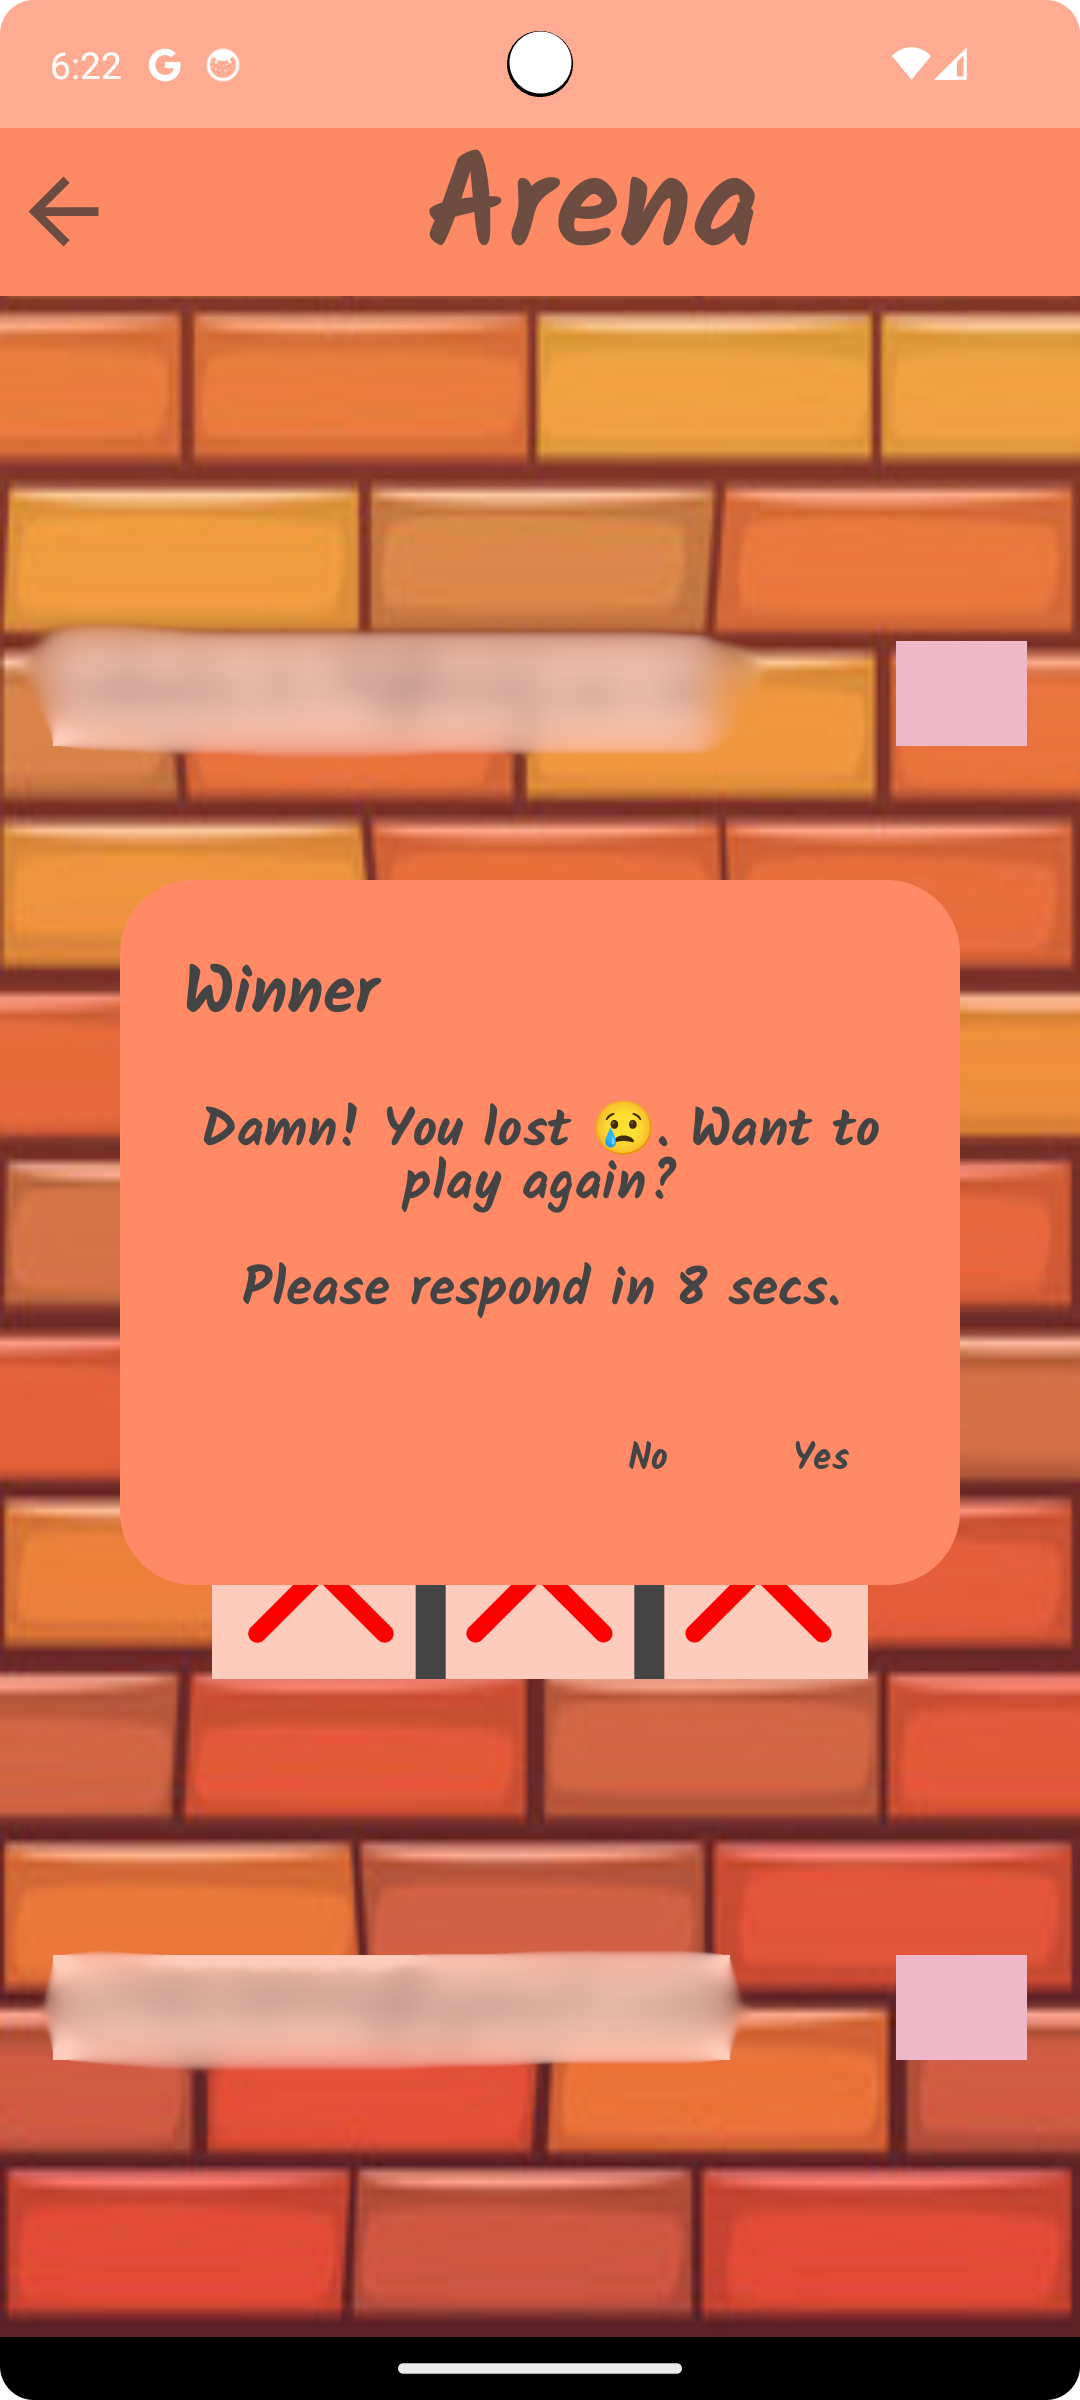 6:22
Arena
Winner
Damn! You lost 😢. Want to
play again?
Please respond in 8 secs.
No Yes